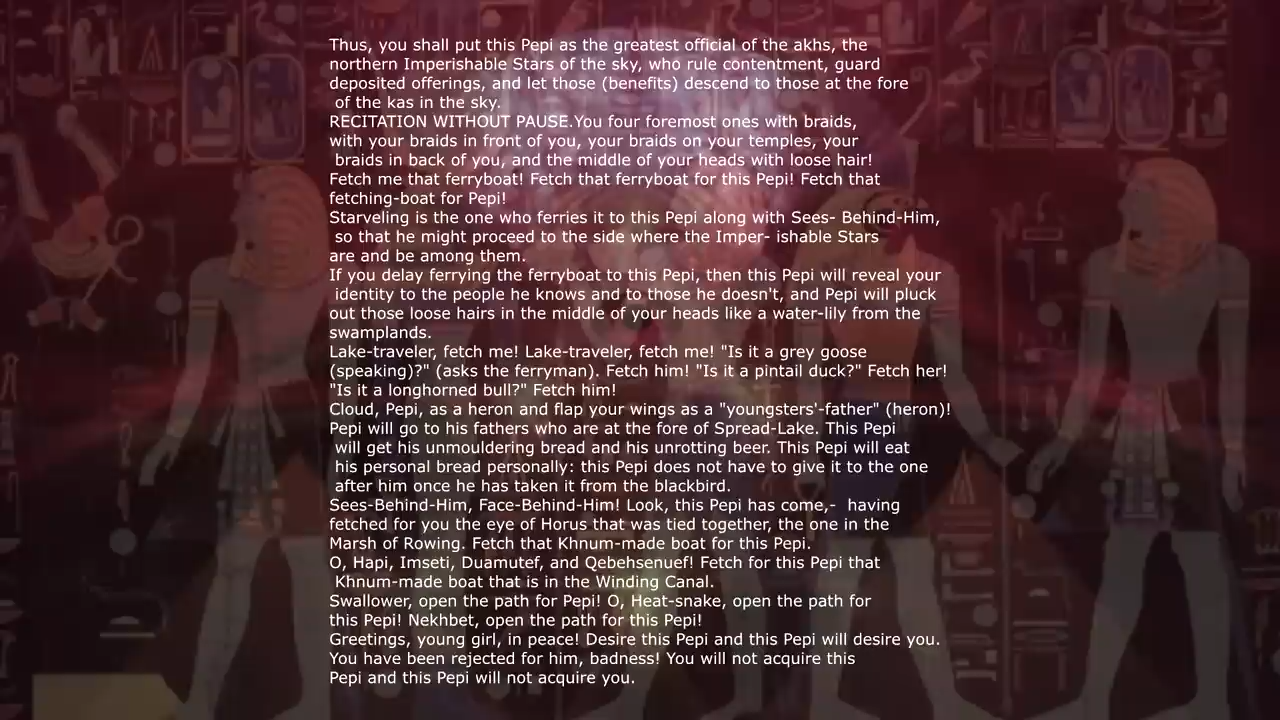 Thus, you shall put this Pepi as the greatest official of the akhs, the
northern Imperishable Stars of the sky, who rule contentment, guard
deposited offerings, and let those (benefits) descend to those at the fore
of the kas in the sky.
RECITATION WITHOUT PAUSE.You four foremost ones with braids,
with your braids in front of you, your braids on your temples, your
braids in back of you, and the middle of your heads with loose hair!
Fetch me that ferryboat! Fetch that ferryboat for this Pepi! Fetch that
fetching-boat for Pepi!
Starveling is the one who ferries it to this Pepi along with Sees- Behind-Him,
so that he might proceed to the side where the Imper- ishable Stars
are and be among them.
If you delay ferrying the ferryboat to this Pepi, then this Pepi will reveal your
identity to the people he knows and to those he doesn't, and Pepi will pluck
out those loose hairs in the middle of your heads like a water-lily from the
swamplands.
Lake-traveler, fetch me! Lake-traveler, fetch me! "Is it a grey goose
(speaking)?" (asks the ferryman). Fetch him! "Is it a pintail duck?" Fetch her!
"Is it a longhorned bull?" Fetch him!
Cloud, Pepi, as a heron and flap your wings as a "youngsters'-father" (heron)!
Pepi will go to his fathers who are at the fore of Spread-Lake. This Pepi
will get his unmouldering bread and his unrotting beer. This Pepi will eat
his personal bread personally: this Pepi does not have to give it to the one
after him once he has taken it from the blackbird.
Sees-Behind-Him, Face-Behind-Him! Look, this Pepi has come,-  having
fetched for you the eye of Horus that was tied together, the one in the
Marsh of Rowing. Fetch that Khnum-made boat for this Pepi.
O, Hapi, Imseti, Duamutef, and Qebehsenuef! Fetch for this Pepi that
Khnum-made boat that is in the Winding Canal.
Swallower, open the path for Pepi! O, Heat-snake, open the path for
this Pepi! Nekhbet, open the path for this Pepi!
Greetings, young girl, in peace! Desire this Pepi and this Pepi will desire you.
You have been rejected for him, badness! You will not acquire this
Pepi and this Pepi will not acquire you.